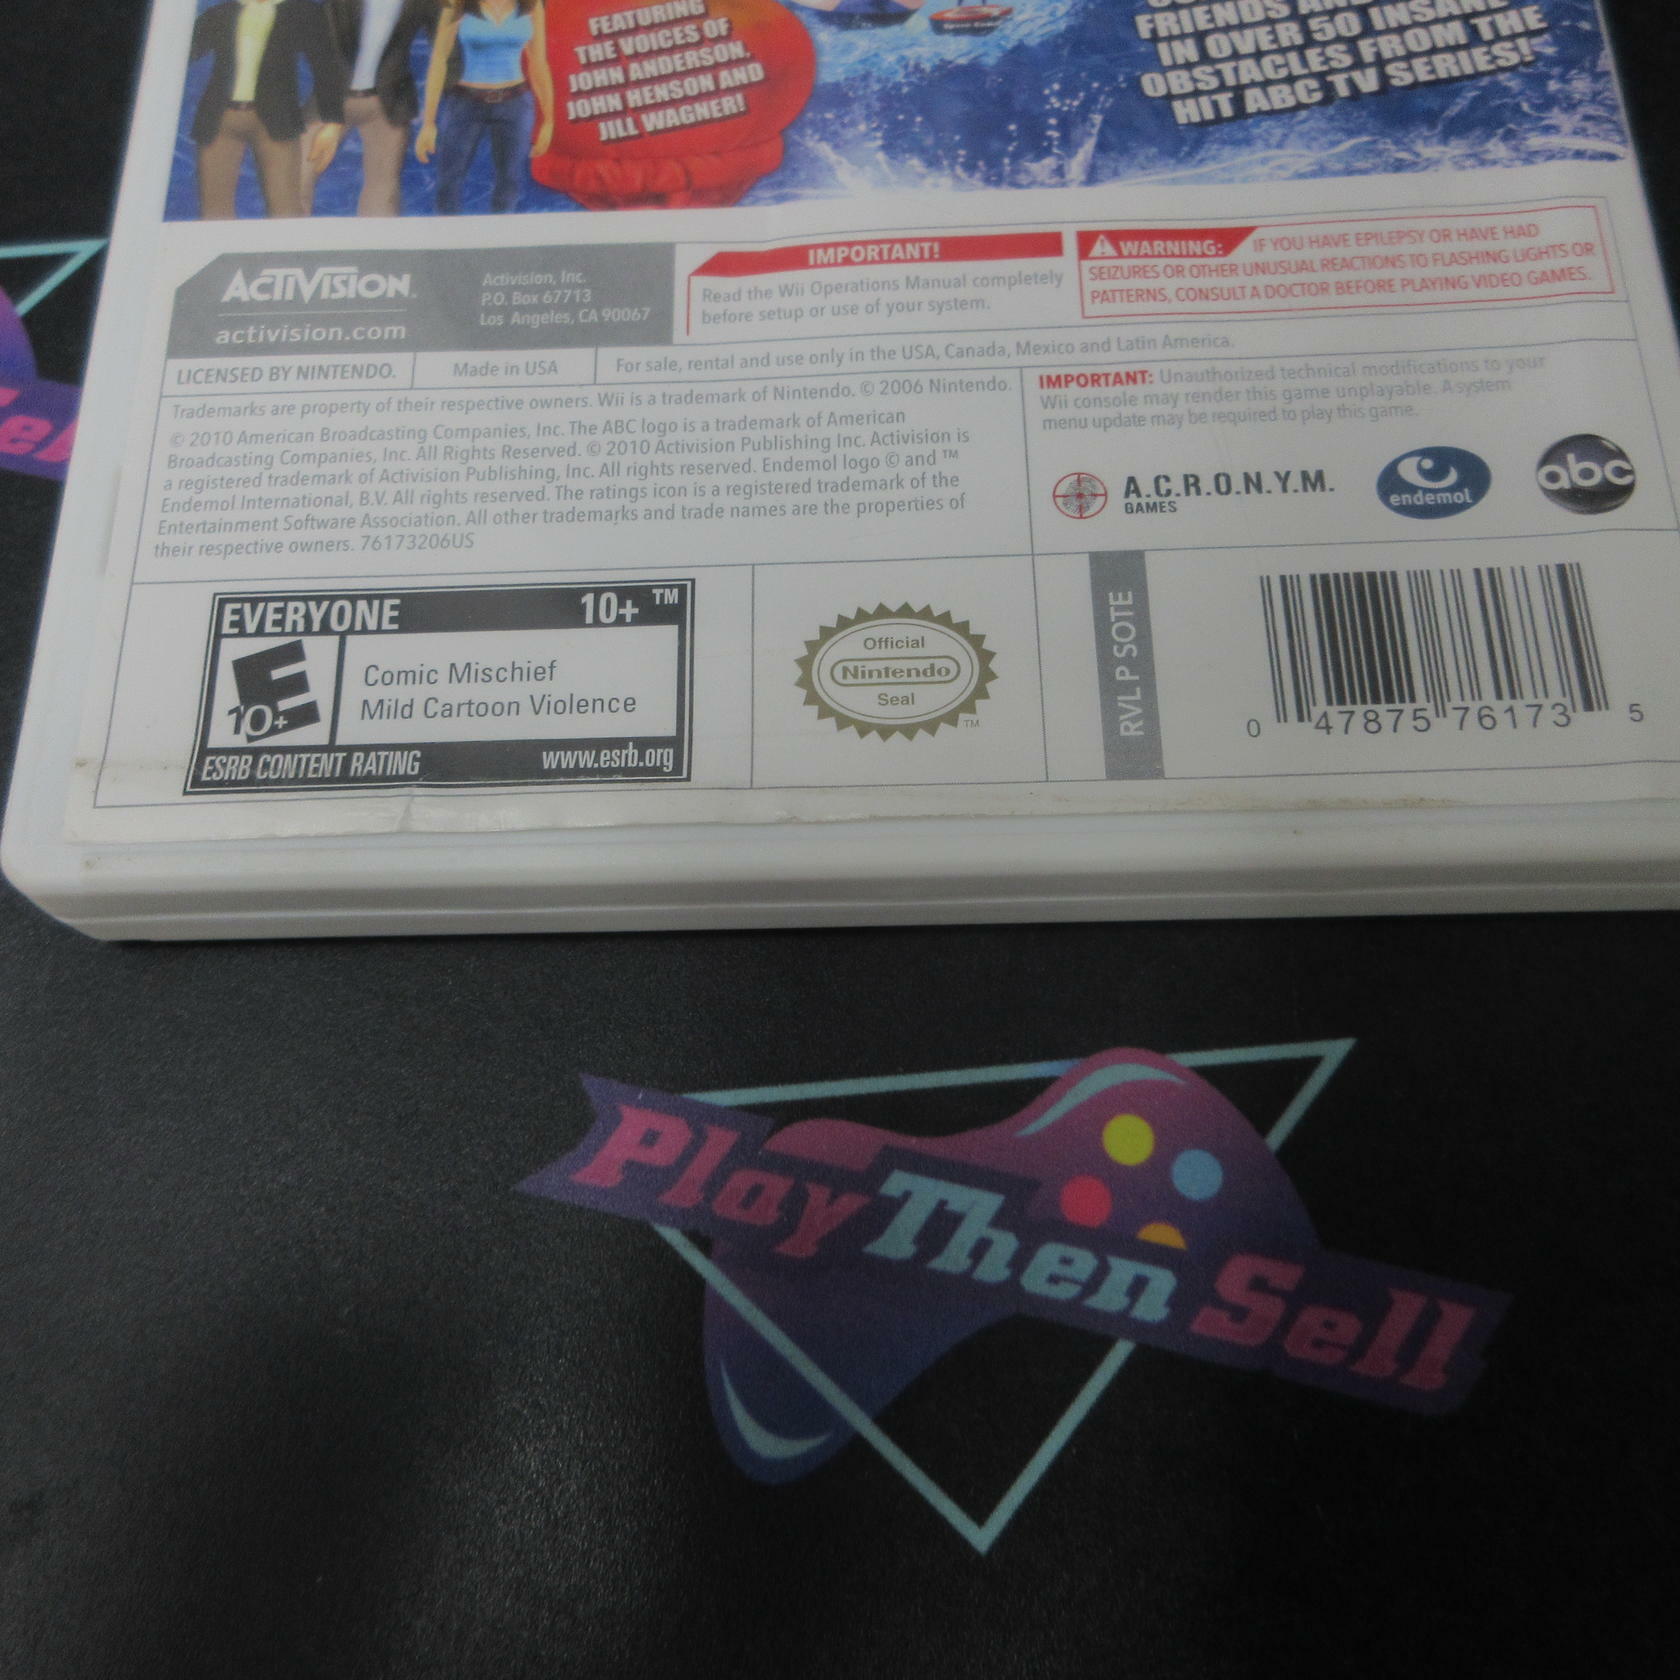 FEATURING
THE VOICES OF
JOHN ANDERSON,
JOHN HENSON AND
JILL WAGNER!
FRIENDS
IN OVER 50 INSANE
OBSTACLES FROM THE
HIT ABC TV SERIES!
ACTIVISION
activision.com
Activision, Inc.
P.O. Box 67713
Los Angeles, CA 90067
IMPORTANT!
Read the Wii Operations Manual completely
before setup or use of your system.
WARNING: IF YOU HAVE EPILEPSY OR HAVE HAD
SEIZURES OR OTHER UNUSUAL REACTIONS TO FLASHING LIGHTS OR
PATTERNS, CONSULT A DOCTOR BEFORE PLAYING VIDEO GAMES.
LICENSED BY NINTENDO.
Made in USA
For sale, rental and use only in the USA, Canada, Mexico and Latin America.
Trademarks are property of their respective owners. Wii is a trademark of Nintendo. © 2006 Nintendo.
© 2010 American Broadcasting Companies, Inc. The ABC logo is a trademark of American
Broadcasting Companies, Inc. All Rights Reserved. © 2010 Activision Publishing Inc. Activision is
a registered trademark of Activision Publishing, Inc. All rights reserved. Endemol logo © and ™
Endemol International, B.V. All rights reserved. The ratings icon is a registered trademark of the
Entertainment Software Association. All other trademarks and trade names are the properties of
their respective owners. 76173206US
IMPORTANT: Unauthorized technical modifications to your
Wii console may render this game unplayable. A system
menu update may be required to play this game.
A.C.R.O.N.Y.M.
GAMES
endemol
abc
EVERYONE 10+ ™
E
10+
Comic Mischief
Mild Cartoon Violence
ESRB CONTENT RATING www.esrb.org
Official
Nintendo
Seal
™
RVL P SOTE
0 47875 76173 5
Play Then Sell